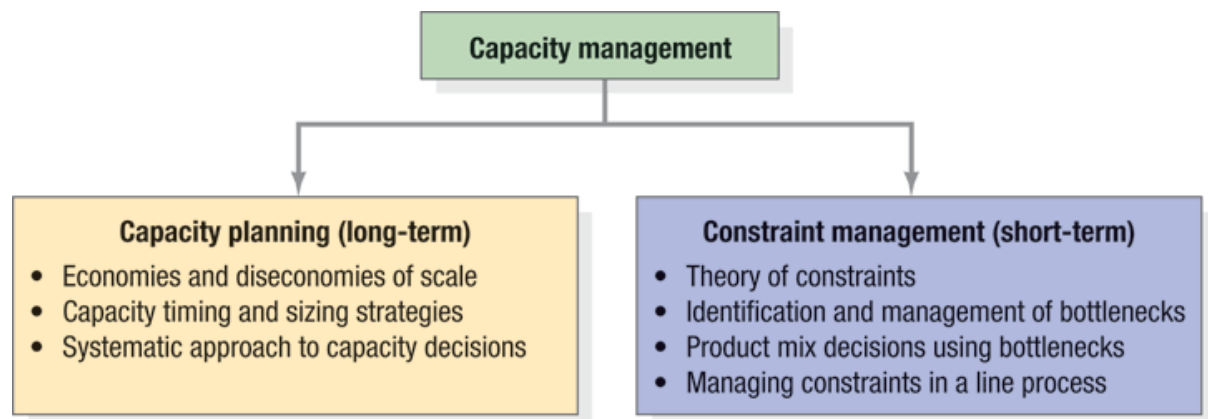 Capacity management
Capacity planning (long-term)
• Economies and diseconomies of scale
• Capacity timing and sizing strategies
• Systematic approach to capacity decisions
Constraint management (short-term)
• Theory of constraints
• Identification and management of bottlenecks
• Product mix decisions using bottlenecks
• Managing constraints in a line process